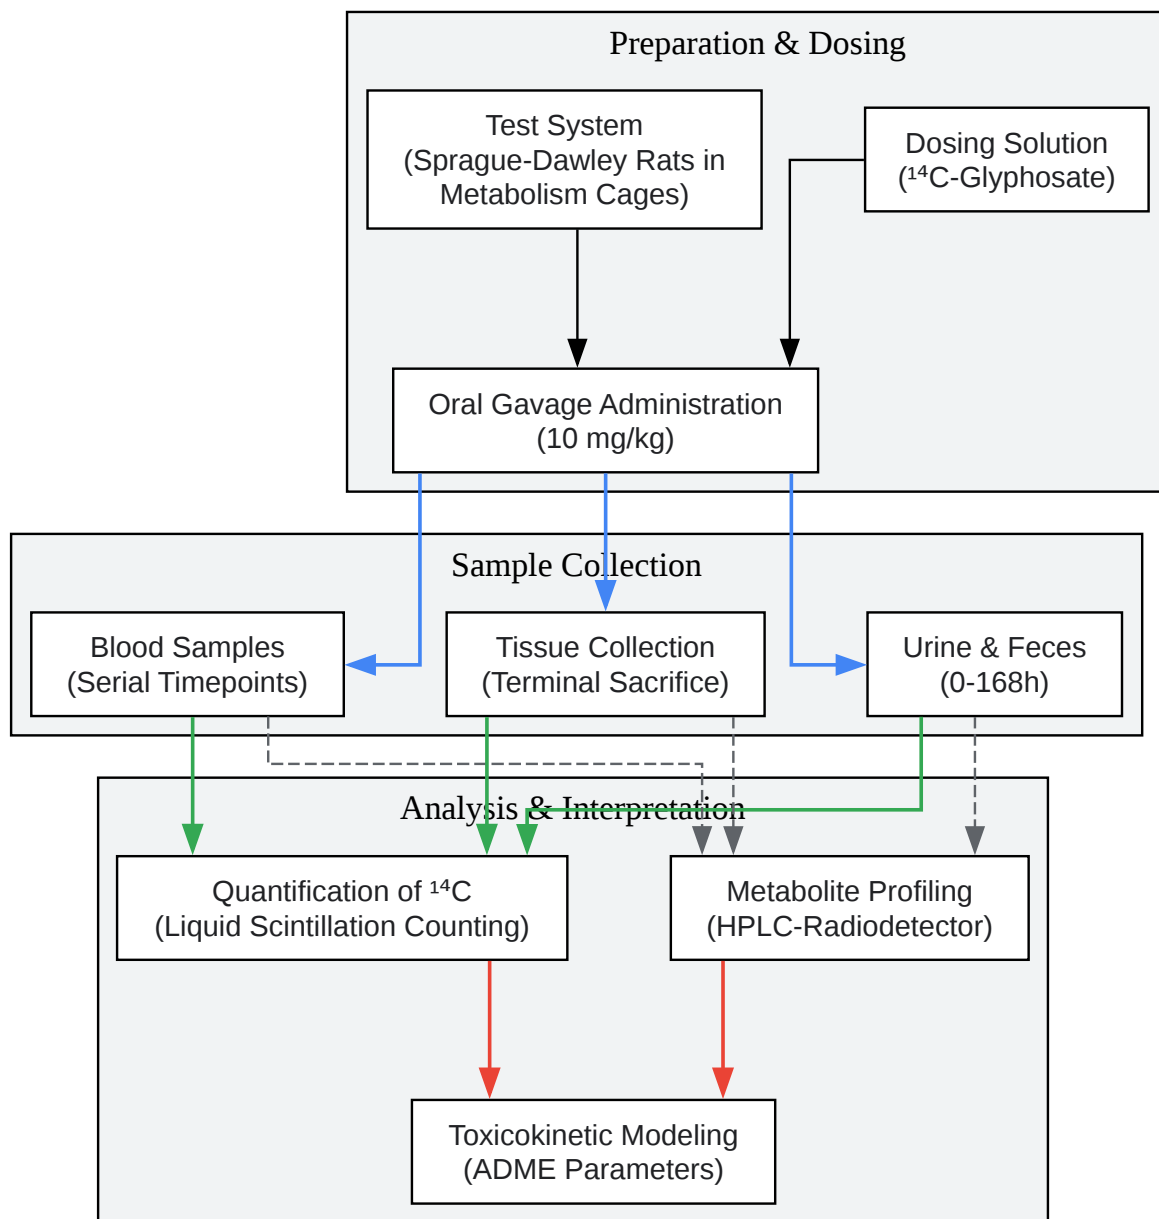 Preparation & Dosing
Test System
(Sprague-Dawley Rats in
Metabolism Cages)
Dosing Solution
(¹⁴C-Glyphosate)
Oral Gavage Administration
(10 mg/kg)
Sample Collection
Blood Samples
(Serial Timepoints)
Tissue Collection
(Terminal Sacrifice)
Urine & Feces
(0-168h)
Analysis & Interpretation
Quantification of ¹⁴C
(Liquid Scintillation Counting)
Metabolite Profiling
(HPLC-Radiodetector)
Toxicokinetic Modeling
(ADME Parameters)